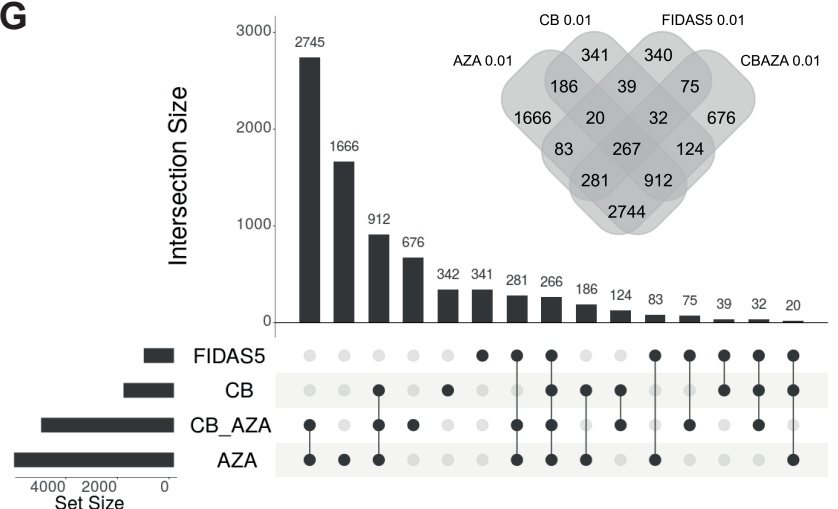 G
CB 0.01 FIDAS5 0.01
AZA 0.01 CBAZA 0.01
341 340
186 39 75
1666 20 32 676
83 267 124
281 912
2744
Intersection Size
3000
2000
1000
0
2745
1666
912
676
342
341
281
266
186
124
83
75
39
32
20
FIDAS5
CB
CB_AZA
AZA
4000 2000 0
Set Size